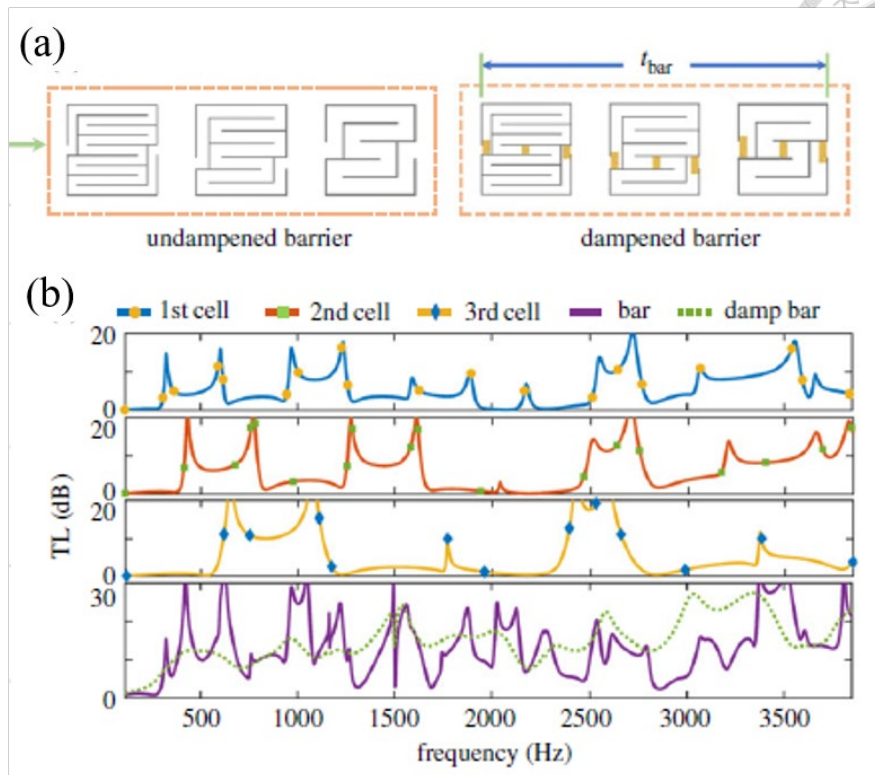 (a)
t_bar
undampened barrier dampened barrier
(b)
1st cell 2nd cell 3rd cell bar damp bar
20
0
20
0
20
0
30
0
TL (dB)
500 1000 1500 2000 2500 3000 3500
frequency (Hz)